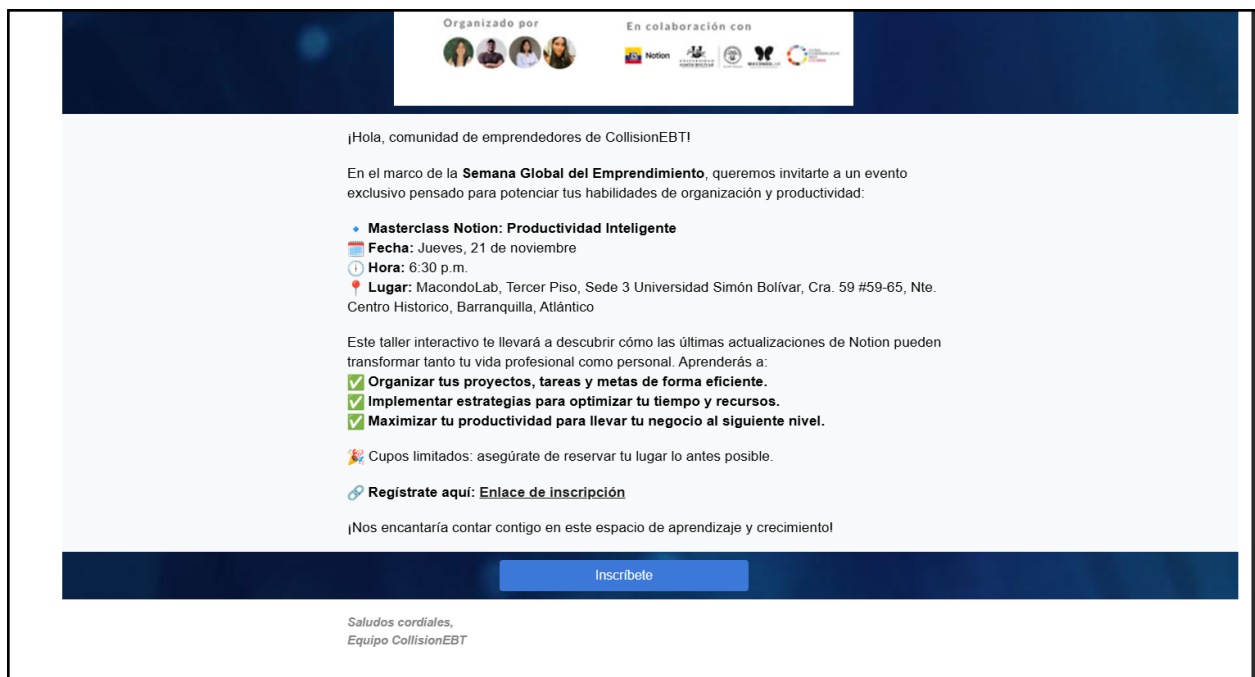 Organizado por
En colaboración con
Notion
¡Hola, comunidad de emprendedores de CollisionEBT!
En el marco de la Semana Global del Emprendimiento, queremos invitarte a un evento
exclusivo pensado para potenciar tus habilidades de organización y productividad:
🔹 Masterclass Notion: Productividad Inteligente
🗓️ Fecha: Jueves, 21 de noviembre
🕕 Hora: 6:30 p.m.
📍 Lugar: MacondoLab, Tercer Piso, Sede 3 Universidad Simón Bolívar, Cra. 59 #59-65, Nte.
Centro Historico, Barranquilla, Atlántico
Este taller interactivo te llevará a descubrir cómo las últimas actualizaciones de Notion pueden
transformar tanto tu vida profesional como personal. Aprenderás a:
✅ Organizar tus proyectos, tareas y metas de forma eficiente.
✅ Implementar estrategias para optimizar tu tiempo y recursos.
✅ Maximizar tu productividad para llevar tu negocio al siguiente nivel.
🎉 Cupos limitados: asegúrate de reservar tu lugar lo antes posible.
🔗 Regístrate aquí: Enlace de inscripción
¡Nos encantaría contar contigo en este espacio de aprendizaje y crecimiento!
Inscríbete
Saludos cordiales,
Equipo CollisionEBT